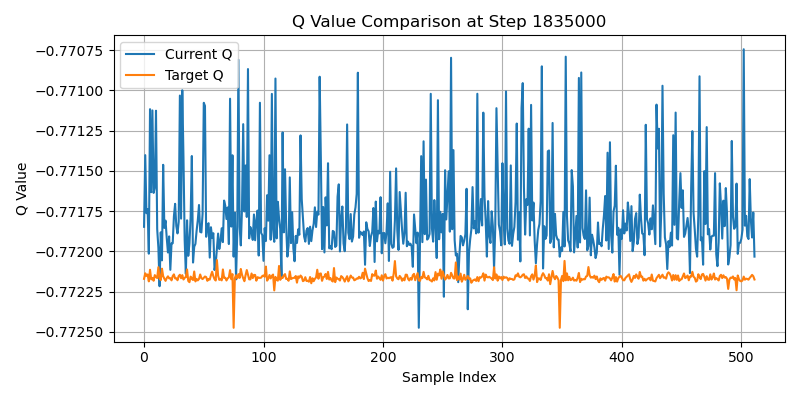 Q Value Comparison at Step 1835000
Current Q
Target Q
Q Value
−0.77075
−0.77100
−0.77125
−0.77150
−0.77175
−0.77200
−0.77225
−0.77250
0 100 200 300 400 500
Sample Index